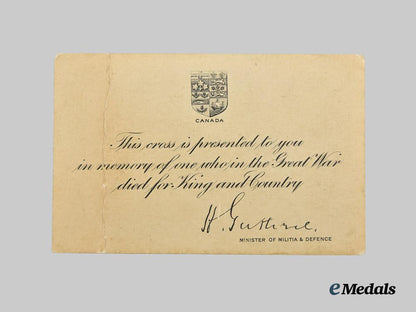 CANADA
This cross is presented to you
in memory of one who in the Great War
died for King and Country
H. Guthrie.
MINISTER OF MILITIA & DEFENCE
eMedals